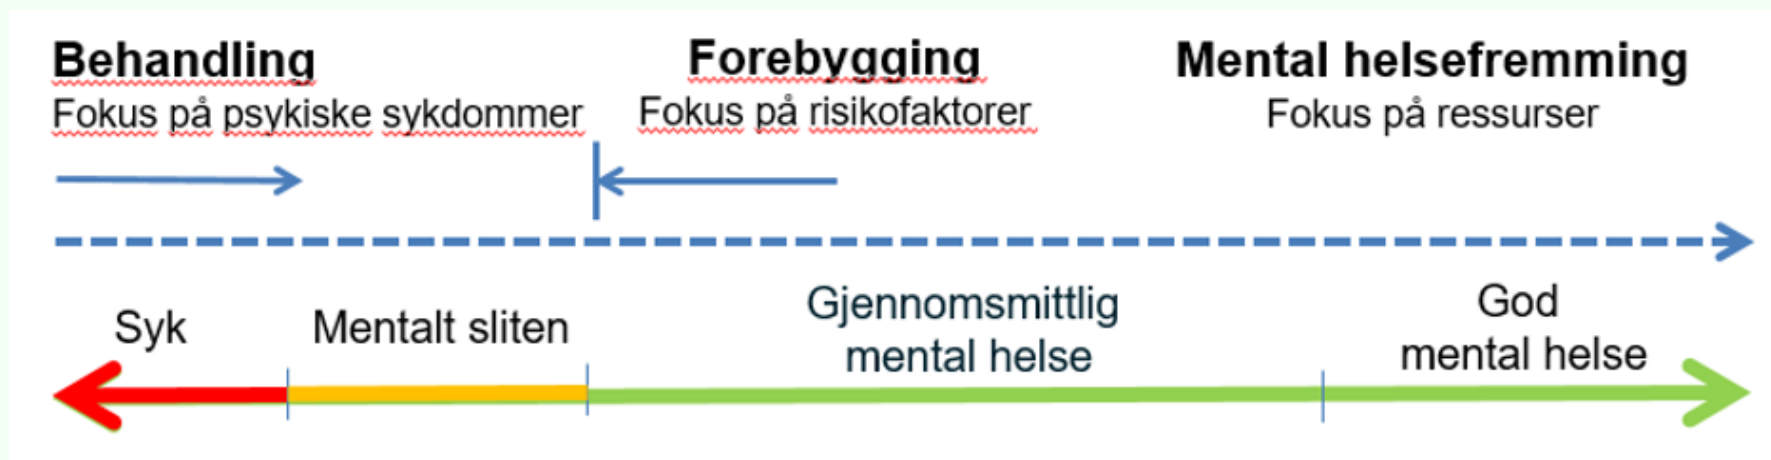 Behandling
Fokus på psykiske sykdommer
Forebygging
Fokus på risikofaktorer
Mental helsefremming
Fokus på ressurser
Syk
Mentalt sliten
Gjennomsmittlig
mental helse
God
mental helse